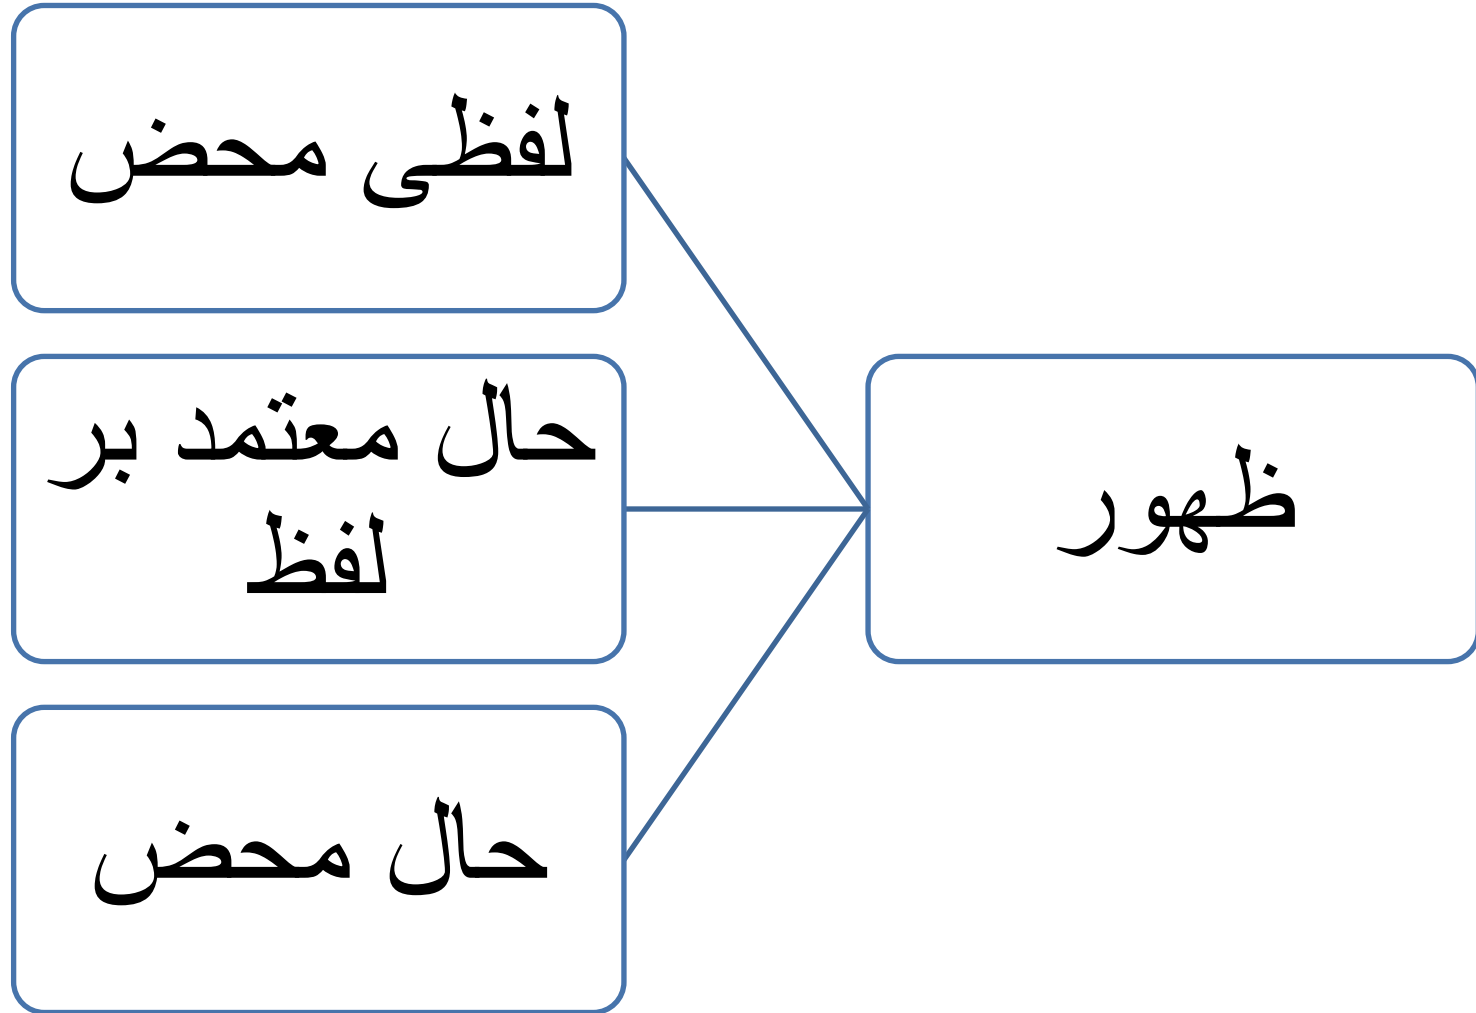 ظهور
لفظی محض
حال معتمد بر
لفظ
حال محض